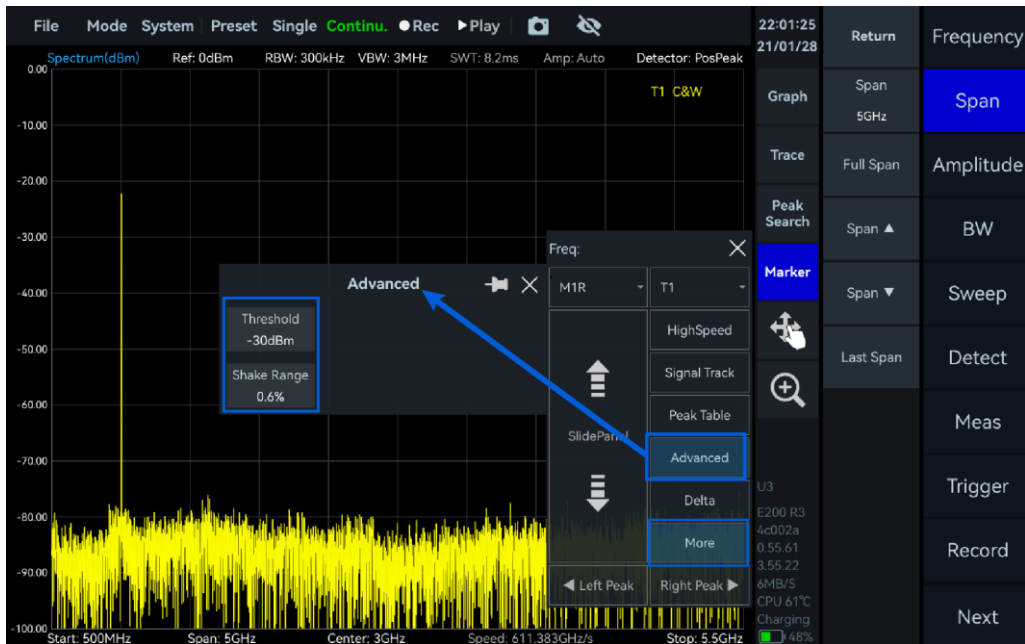 File Mode System Preset Single Continu. Rec Play
22:01:25
21/01/28
Spectrum(dBm) Ref: 0dBm RBW: 300kHz VBW: 3MHz SWT: 8.2ms Amp: Auto Detector: PosPeak
T1 C&W
0.00
-10.00
-20.00
-30.00
-40.00
-50.00
-60.00
-70.00
-80.00
-90.00
-100.00
Start: 500MHz Span: 5GHz Center: 3GHz Speed: 611.383GHz/s Stop: 5.5GHz
Advanced
Threshold
-30dBm
Shake Range
0.6%
Freq:
M1R T1
HighSpeed
Signal Track
Peak Table
SlidePanel
Advanced
Delta
More
Left Peak Right Peak
Graph
Trace
Peak
Search
Marker
U3
E200 R3
4c002a
0.55.61
3.55.22
6MB/S
CPU 61℃
Charging
48%
Return
Span
5GHz
Full Span
Span ▲
Span ▼
Last Span
Frequency
Span
Amplitude
BW
Sweep
Detect
Meas
Trigger
Record
Next